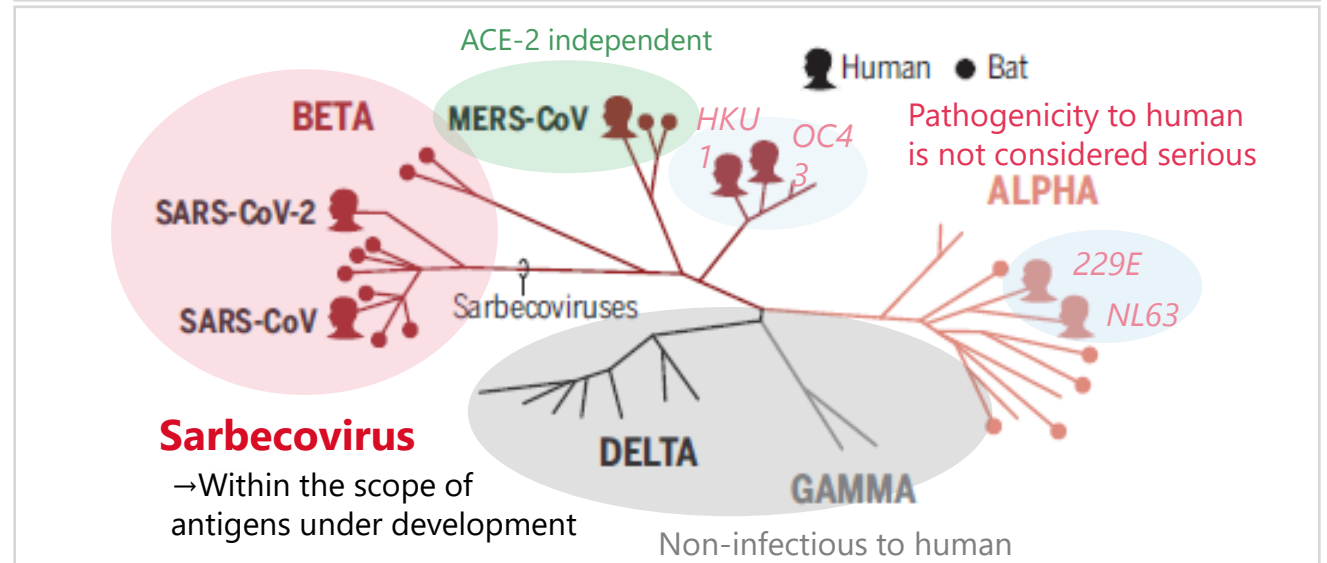 ACE-2 independent
Human
Bat
BETA
MERS-CoV
HKU
1
OC4
3
Pathogenicity to human
is not considered serious
ALPHA
SARS-CoV-2
229E
NL63
Sarbecoviruses
SARS-CoV
Sarbecovirus
→Within the scope of
antigens under development
DELTA
GAMMA
Non-infectious to human